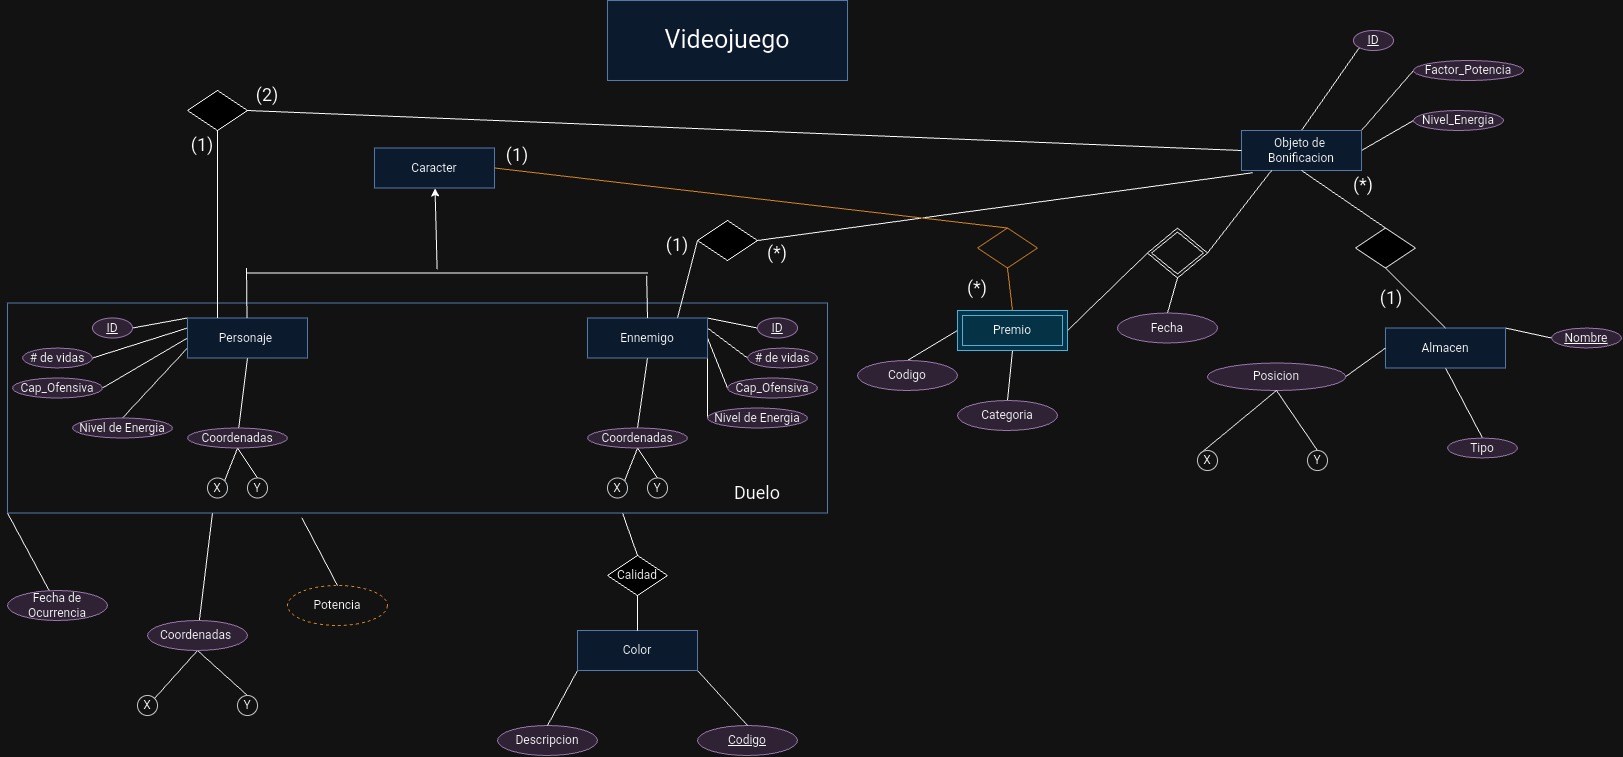 Videojuego
ID
Factor_Potencia
Nivel_Energia
Objeto de
Bonificacion
(2)
(1)
Caracter
(1)
(*)
(1)
(*)
(*)
(1)
Personaje
ID
# de vidas
Cap_Ofensiva
Nivel de Energia
Coordenadas
X
Y
Ennemigo
ID
# de vidas
Cap_Ofensiva
Nivel de Energia
Coordenadas
X
Y
Duelo
Premio
Codigo
Categoria
Fecha
Almacen
Nombre
Posicion
X
Y
Tipo
Fecha de
Ocurrencia
Coordenadas
X
Y
Potencia
Calidad
Color
Descripcion
Codigo